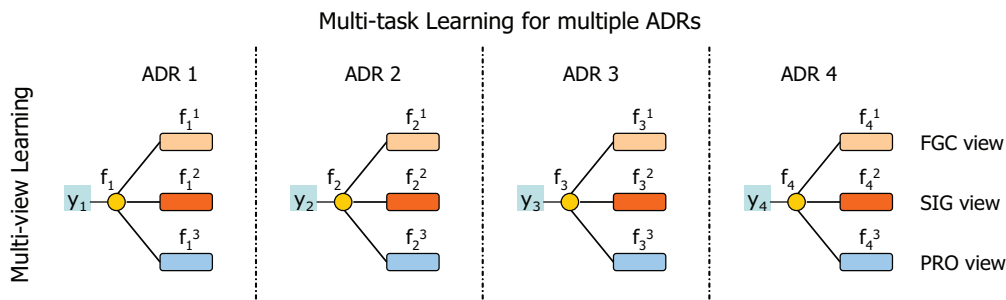 Multi-task Learning for multiple ADRs
Multi-view Learning
ADR 1 ADR 2 ADR 3 ADR 4
f₁¹ f₂¹ f₃¹ f₄¹
FGC view
f₁ f₁² f₂ f₂² f₃ f₃² f₄ f₄²
y₁ y₂ y₃ y₄ SIG view
f₁³ f₂³ f₃³ f₄³
PRO view